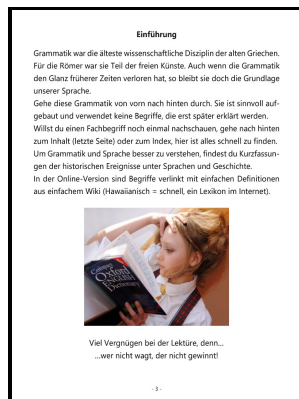 Einführung
Grammatik war die älteste wissenschaftliche Disziplin der alten Griechen.
Für die Römer war sie Teil der freien Künste. Auch wenn die Grammatik
den Glanz früherer Zeiten verloren hat, so bleibt sie doch die Grundlage
unserer Sprache.
Gehe diese Grammatik von vorn nach hinten durch. Sie ist sinnvoll auf-
gebaut und verwendet keine Begriffe, die erst später erklärt werden.
Willst du einen Fachbegriff noch einmal nachschauen, gehe nach hinten
zum Inhalt (letzte Seite) oder zum Index, hier ist alles schnell zu finden.
Um Grammatik und Sprache besser zu verstehen, findest du Kurzfassun-
gen der historischen Ereignisse unter Sprachen und Geschichte.
In der Online-Version sind Begriffe verlinkt mit einfachen Definitionen
aus einfachem Wiki (Hawaiianisch = schnell, ein Lexikon im Internet).
Compact
Oxford
ENGLISH
Dictionary
Viel Vergnügen bei der Lektüre, denn...
...wer nicht wagt, der nicht gewinnt!
- 3 -